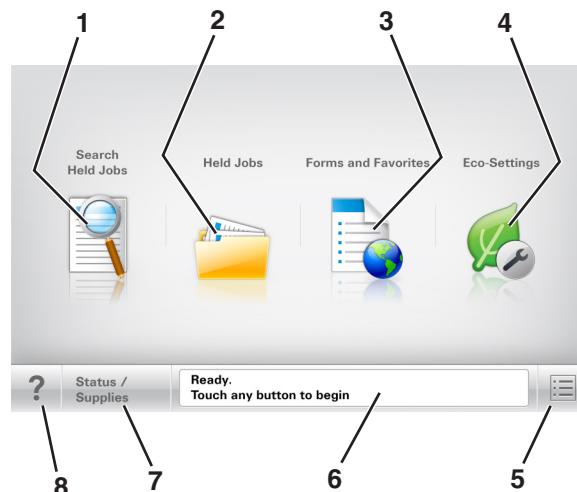 1
2
3
4
Search
Held Jobs
Held Jobs
Forms and Favorites
Eco-Settings
?
Status /
Supplies
Ready.
Touch any button to begin
8
7
6
5